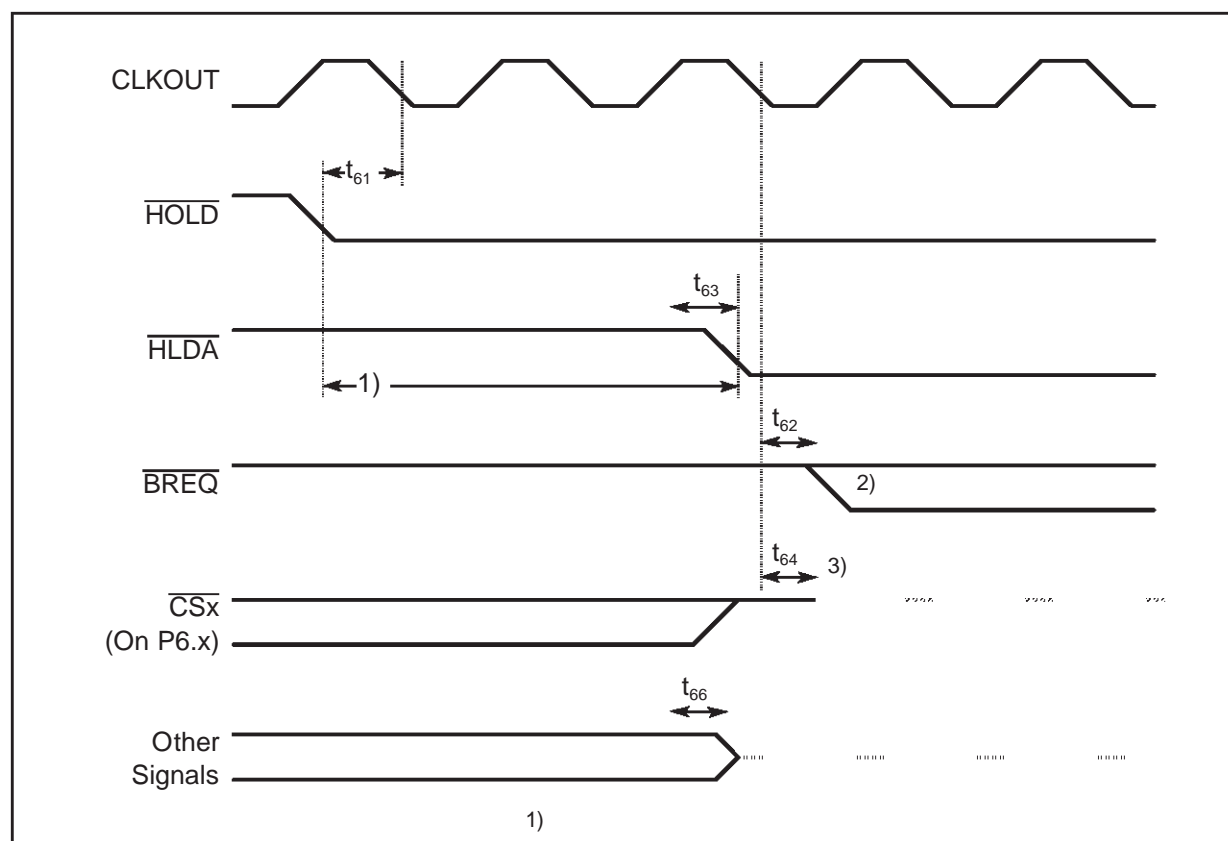 CLKOUT
t61
HOLD
t63
HLDA
1)
t62
BREQ
2)
t64
3)
CSx
(On P6.x)
t66
Other
Signals
1)